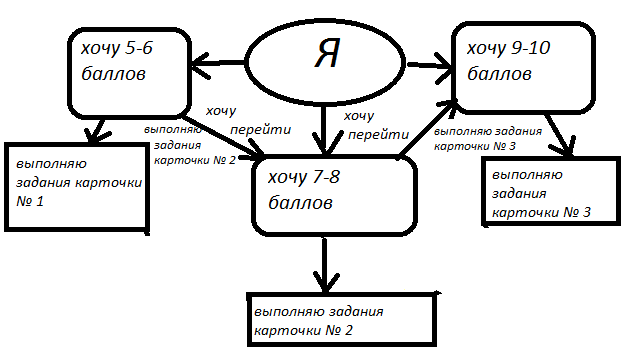 хочу 5-6
баллов
Я
хочу 9-10
баллов
хочу
перейти
выполняю
задания
карточки № 2
хочу
перейти
выполняю задания
карточки № 3
выполняю
задания карточки
№ 1
хочу 7-8
баллов
выполняю
задания
карточки № 3
выполняю задания
карточки № 2